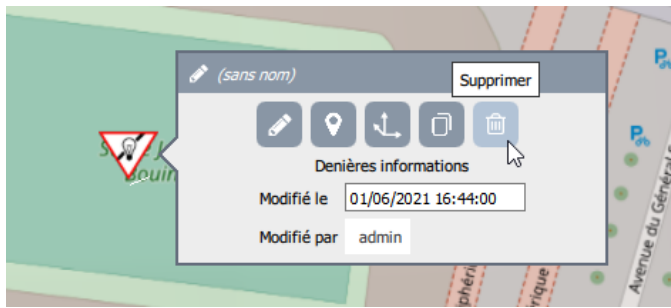 (sans nom)
Supprimer
Denières informations
Modifié le 01/06/2021 16:44:00
Modifié par admin
Bouin
Avenue du Général